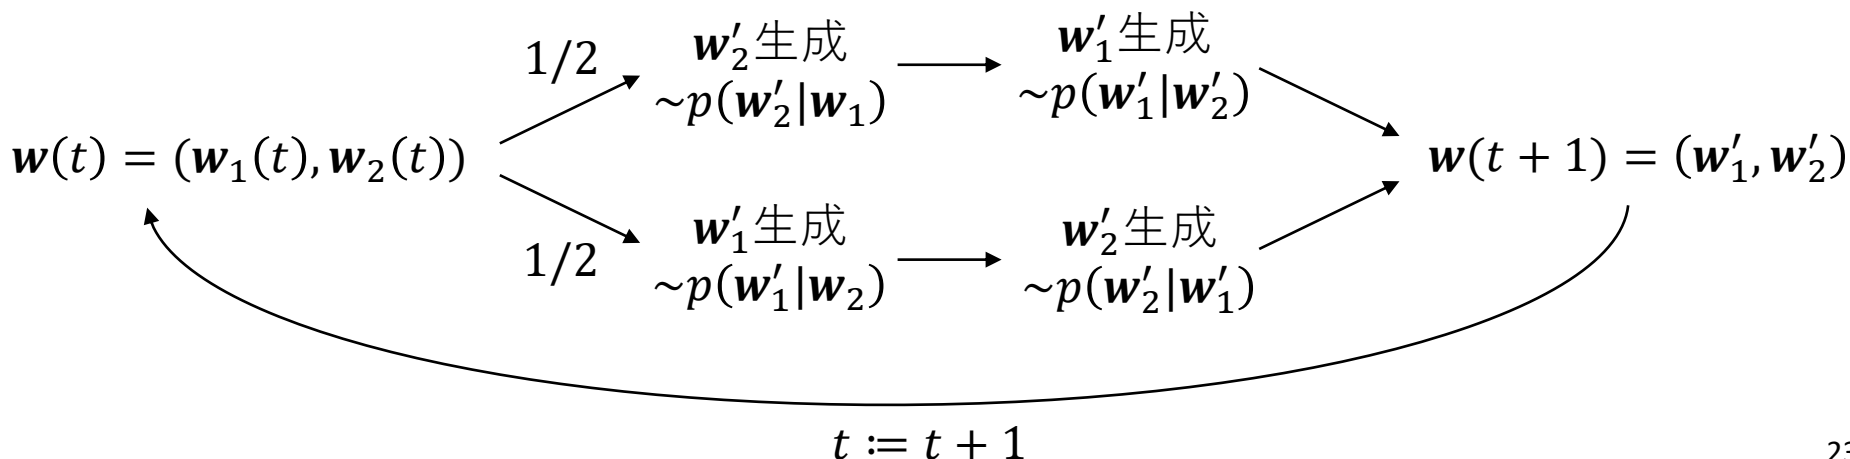 𝒘(𝑡) = (𝒘₁(𝑡), 𝒘₂(𝑡))
1/2
𝒘′₂生成
~𝑝(𝒘′₂|𝒘₁)
𝒘′₁生成
~𝑝(𝒘′₁|𝒘′₂)
1/2
𝒘′₁生成
~𝑝(𝒘′₁|𝒘₂)
𝒘′₂生成
~𝑝(𝒘′₂|𝒘′₁)
𝒘(𝑡 + 1) = (𝒘′₁, 𝒘′₂)
𝑡 ≔ 𝑡 + 1
23